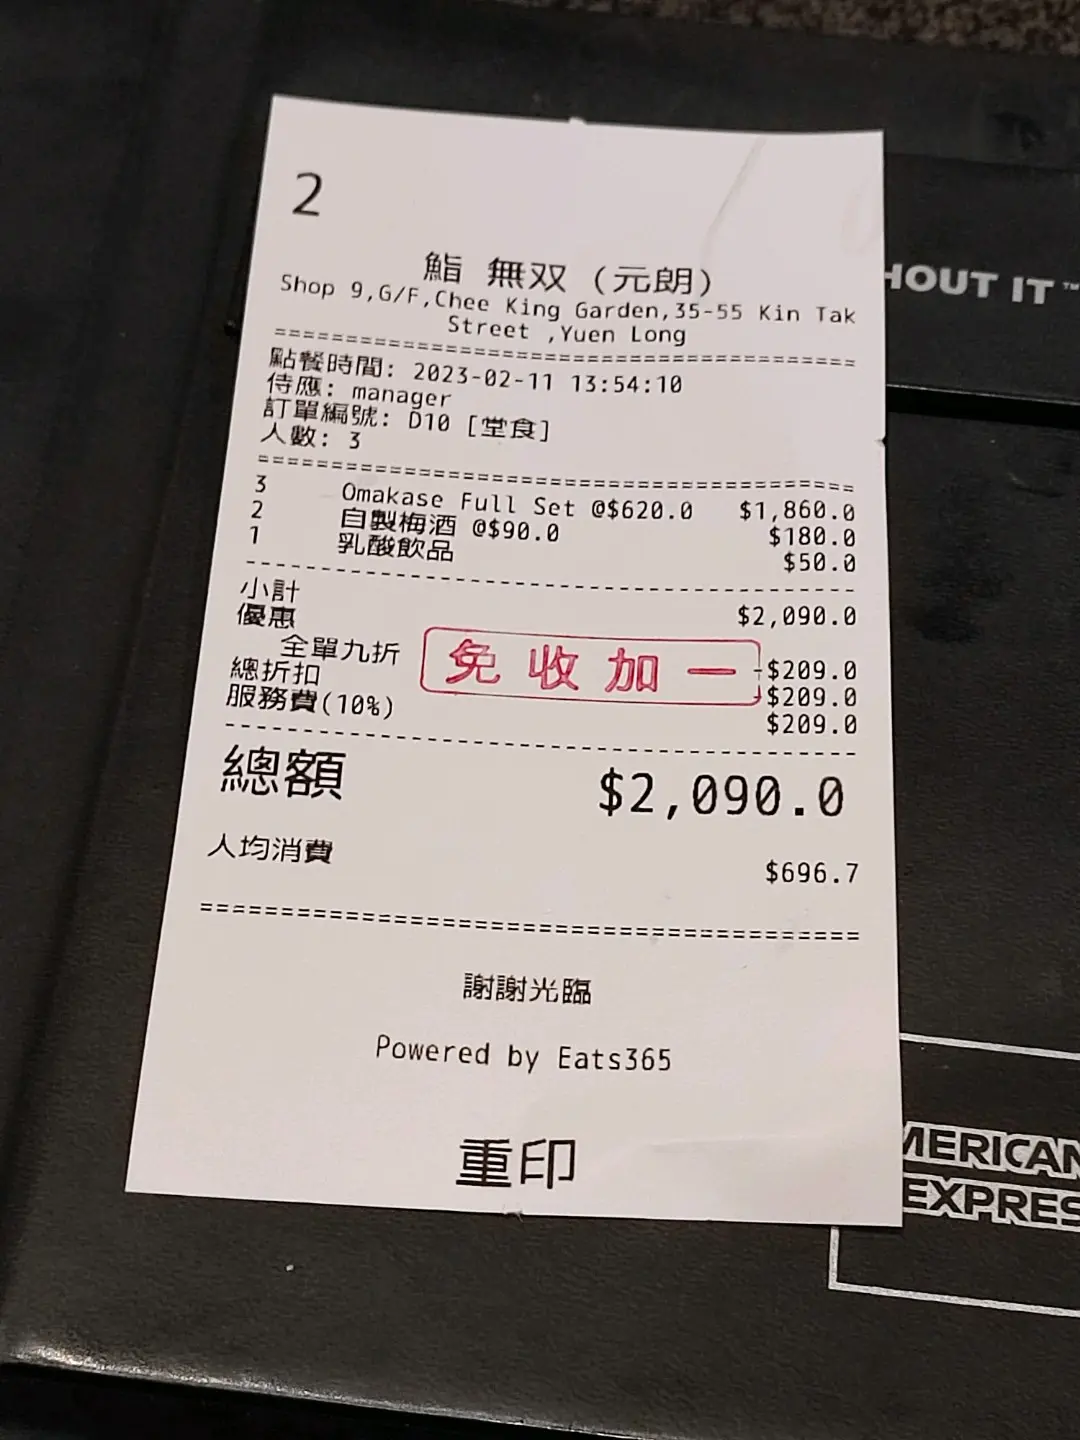 2
鮨 無双 (元朗)
Shop 9,G/F,Chee King Garden,35-55 Kin Tak
Street ,Yuen Long
點餐時間: 2023-02-11 13:54:10
侍應: manager
訂單編號: D10 [堂食]
人數: 3
3 Omakase Full Set @$620.0 $1,860.0
2 自製梅酒 @$90.0 $180.0
1 乳酸飲品 $50.0
小計 $2,090.0
優惠
全單九折 -$209.0
總折扣 -$209.0
服務費(10%) $209.0
免收加一
總額 $2,090.0
人均消費 $696.7
謝謝光臨
Powered by Eats365
重印
HOUT IT™
MERICAN
EXPRES